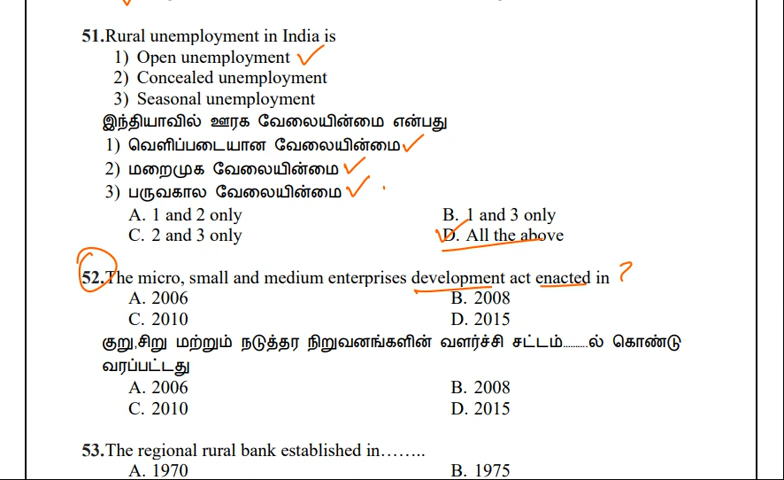 51.Rural unemployment in India is
1) Open unemployment
2) Concealed unemployment
3) Seasonal unemployment
இந்தியாவில் ஊரக வேலையின்மை என்பது
1) வெளிப்படையான வேலையின்மை
2) மறைமுக வேலையின்மை
3) பருவகால வேலையின்மை
A. 1 and 2 only B. 1 and 3 only
C. 2 and 3 only D. All the above
52.The micro, small and medium enterprises development act enacted in ?
A. 2006 B. 2008
C. 2010 D. 2015
குறு,சிறு மற்றும் நடுத்தர நிறுவனங்களின் வளர்ச்சி சட்டம்.........ல் கொண்டு
வரப்பட்டது
A. 2006 B. 2008
C. 2010 D. 2015
53.The regional rural bank established in........
A. 1970 B. 1975